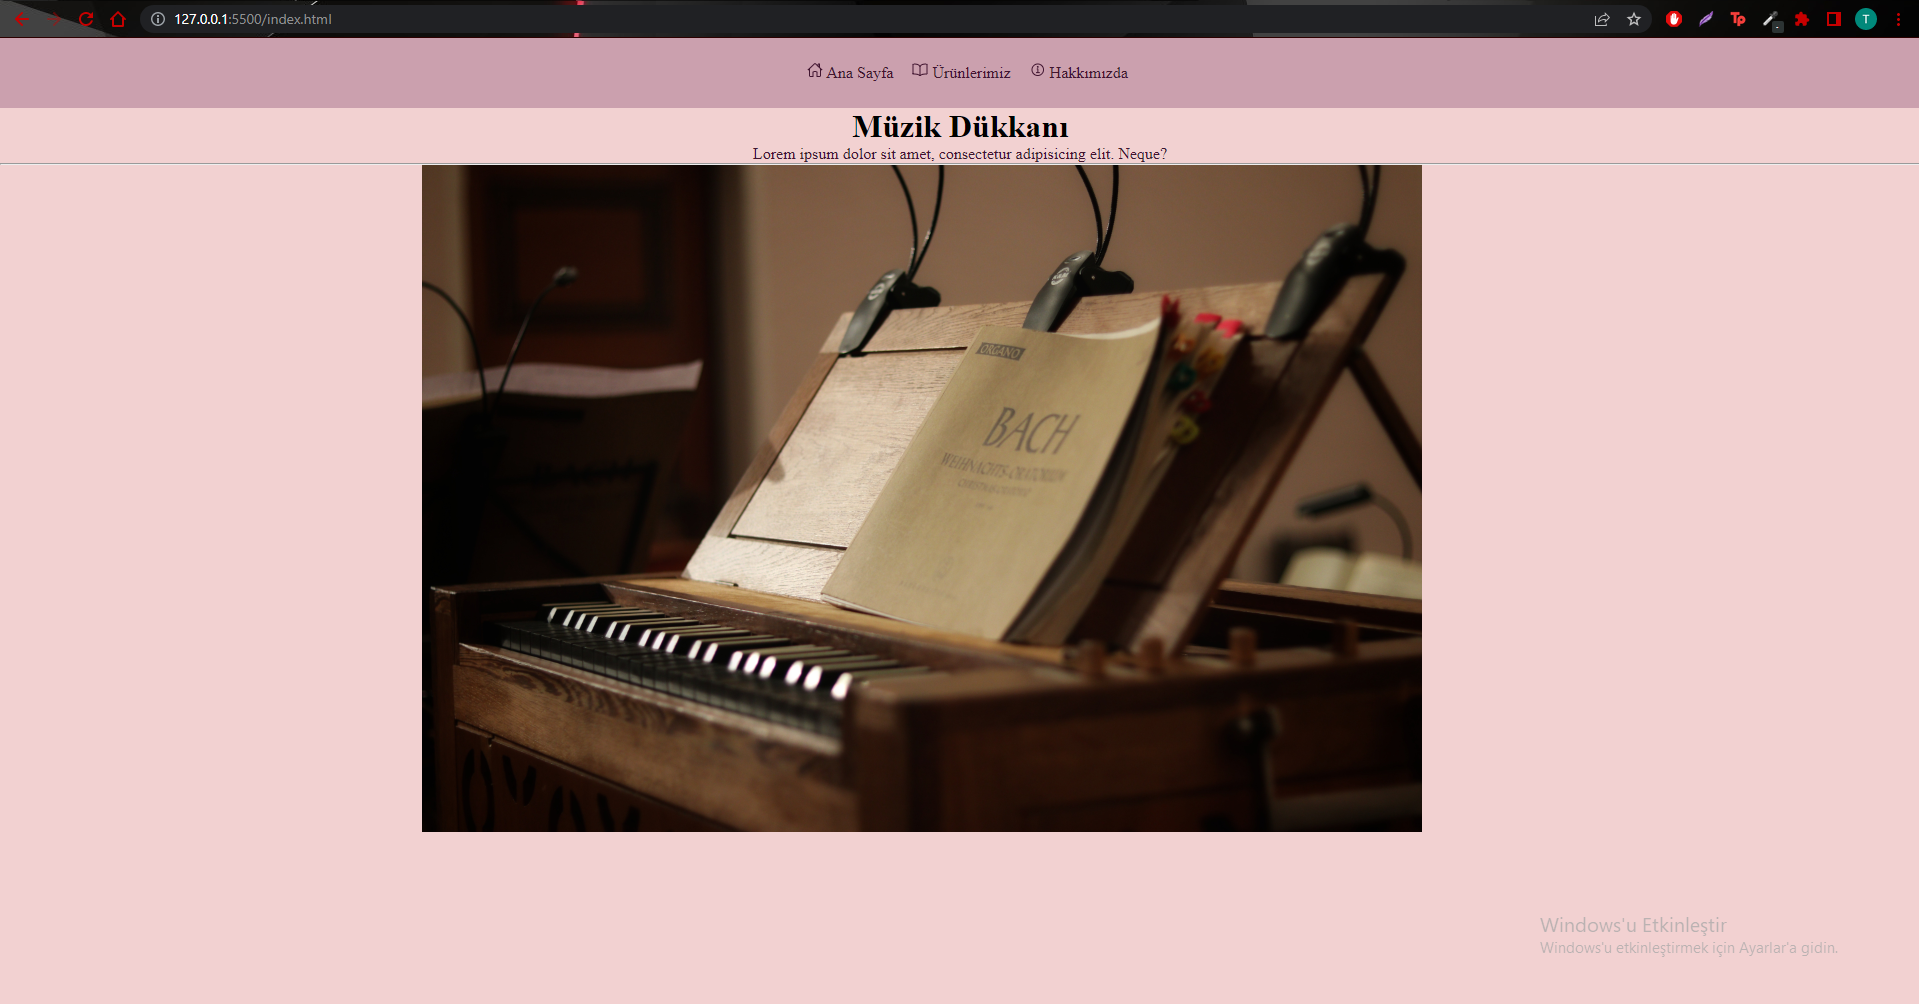 127.0.0.1:5500/index.html
T
Ana Sayfa Ürünlerimiz Hakkımızda
Müzik Dükkanı
Lorem ipsum dolor sit amet, consectetur adipisicing elit. Neque?
ORGANO
BACH
WEIHNACHTS-ORATORIUM
Windows'u Etkinleştir
Windows'u etkinleştirmek için Ayarlar'a gidin.